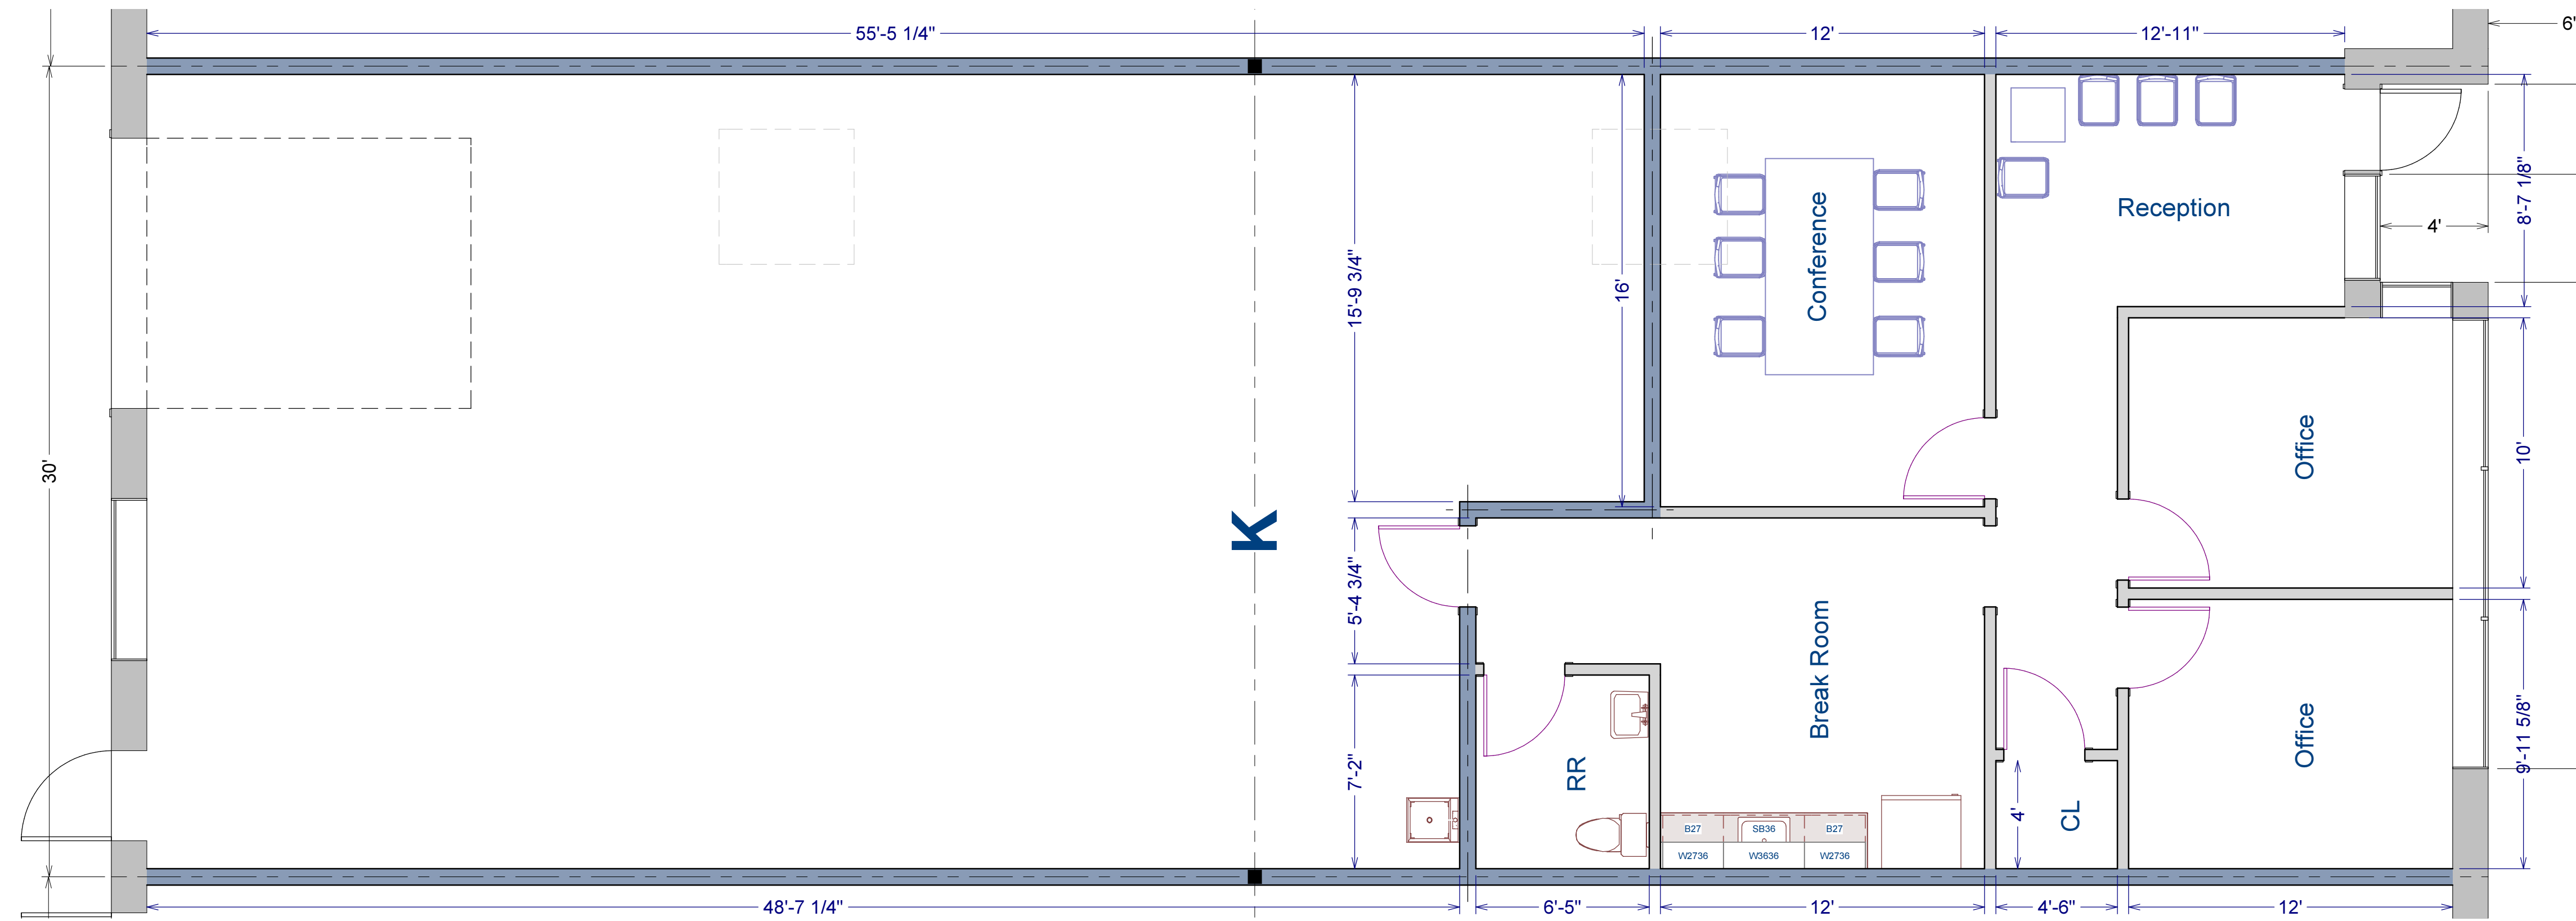 55'-5 1/4"
12'
12'-11"
6'
30'
15'-9 3/4"
16'
Conference
Reception
8'-7 1/8"
4'
K
5'-4 3/4"
Office
10'
Break Room
7'-2"
RR
CL
4'
Office
9'-11 5/8"
B27
SB36
B27
W2736
W3636
W2736
48'-7 1/4"
6'-5"
12'
4'-6"
12'